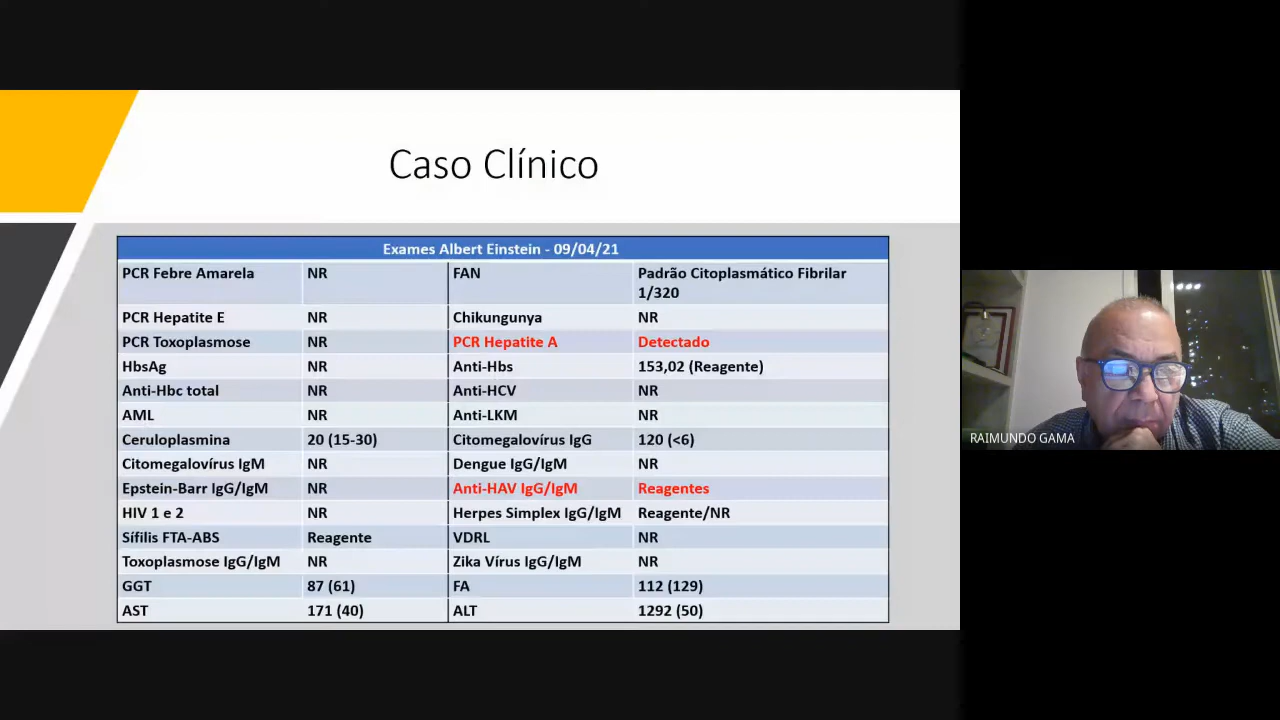 Caso Clínico
Exames Albert Einstein - 09/04/21
PCR Febre Amarela NR FAN Padrão Citoplasmático Fibrilar
1/320
PCR Hepatite E NR Chikungunya NR
PCR Toxoplasmose NR PCR Hepatite A Detectado
HbsAg NR Anti-Hbs 153,02 (Reagente)
Anti-Hbc total NR Anti-HCV NR
AML NR Anti-LKM NR
Ceruloplasmina 20 (15-30) Citomegalovírus IgG 120 (<6)
Citomegalovírus IgM NR Dengue IgG/IgM NR
Epstein-Barr IgG/IgM NR Anti-HAV IgG/IgM Reagentes
HIV 1 e 2 NR Herpes Simplex IgG/IgM Reagente/NR
Sífilis FTA-ABS Reagente VDRL NR
Toxoplasmose IgG/IgM NR Zika Vírus IgG/IgM NR
GGT 87 (61) FA 112 (129)
AST 171 (40) ALT 1292 (50)
RAIMUNDO GAMA